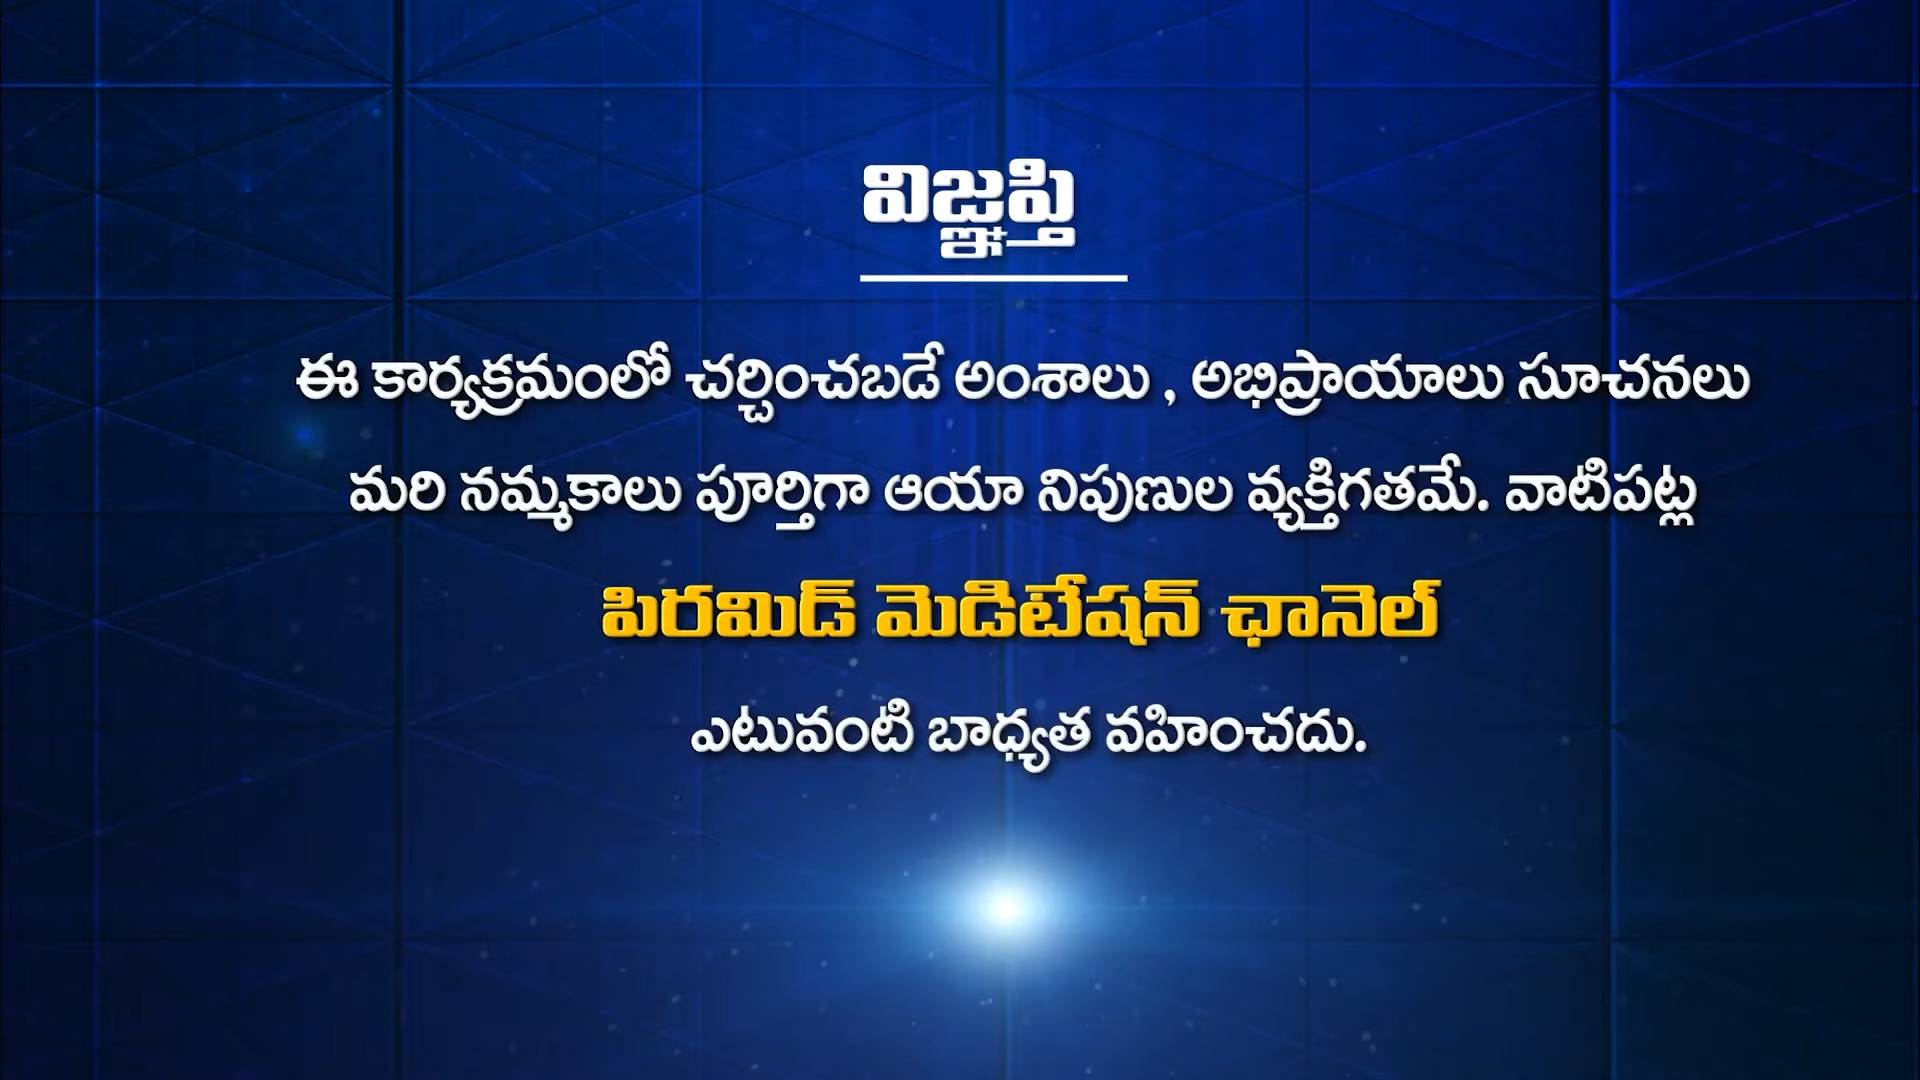 విజ్ఞప్తి
ఈ కార్యక్రమంలో చర్చించబడే అంశాలు , అభిప్రాయాలు సూచనలు
మరి నమ్మకాలు పూర్తిగా ఆయా నిపుణుల వ్యక్తిగతమే. వాటిపట్ల
పిరమిడ్ మెడిటేషన్ ఛానెల్
ఎటువంటి బాధ్యత వహించదు.